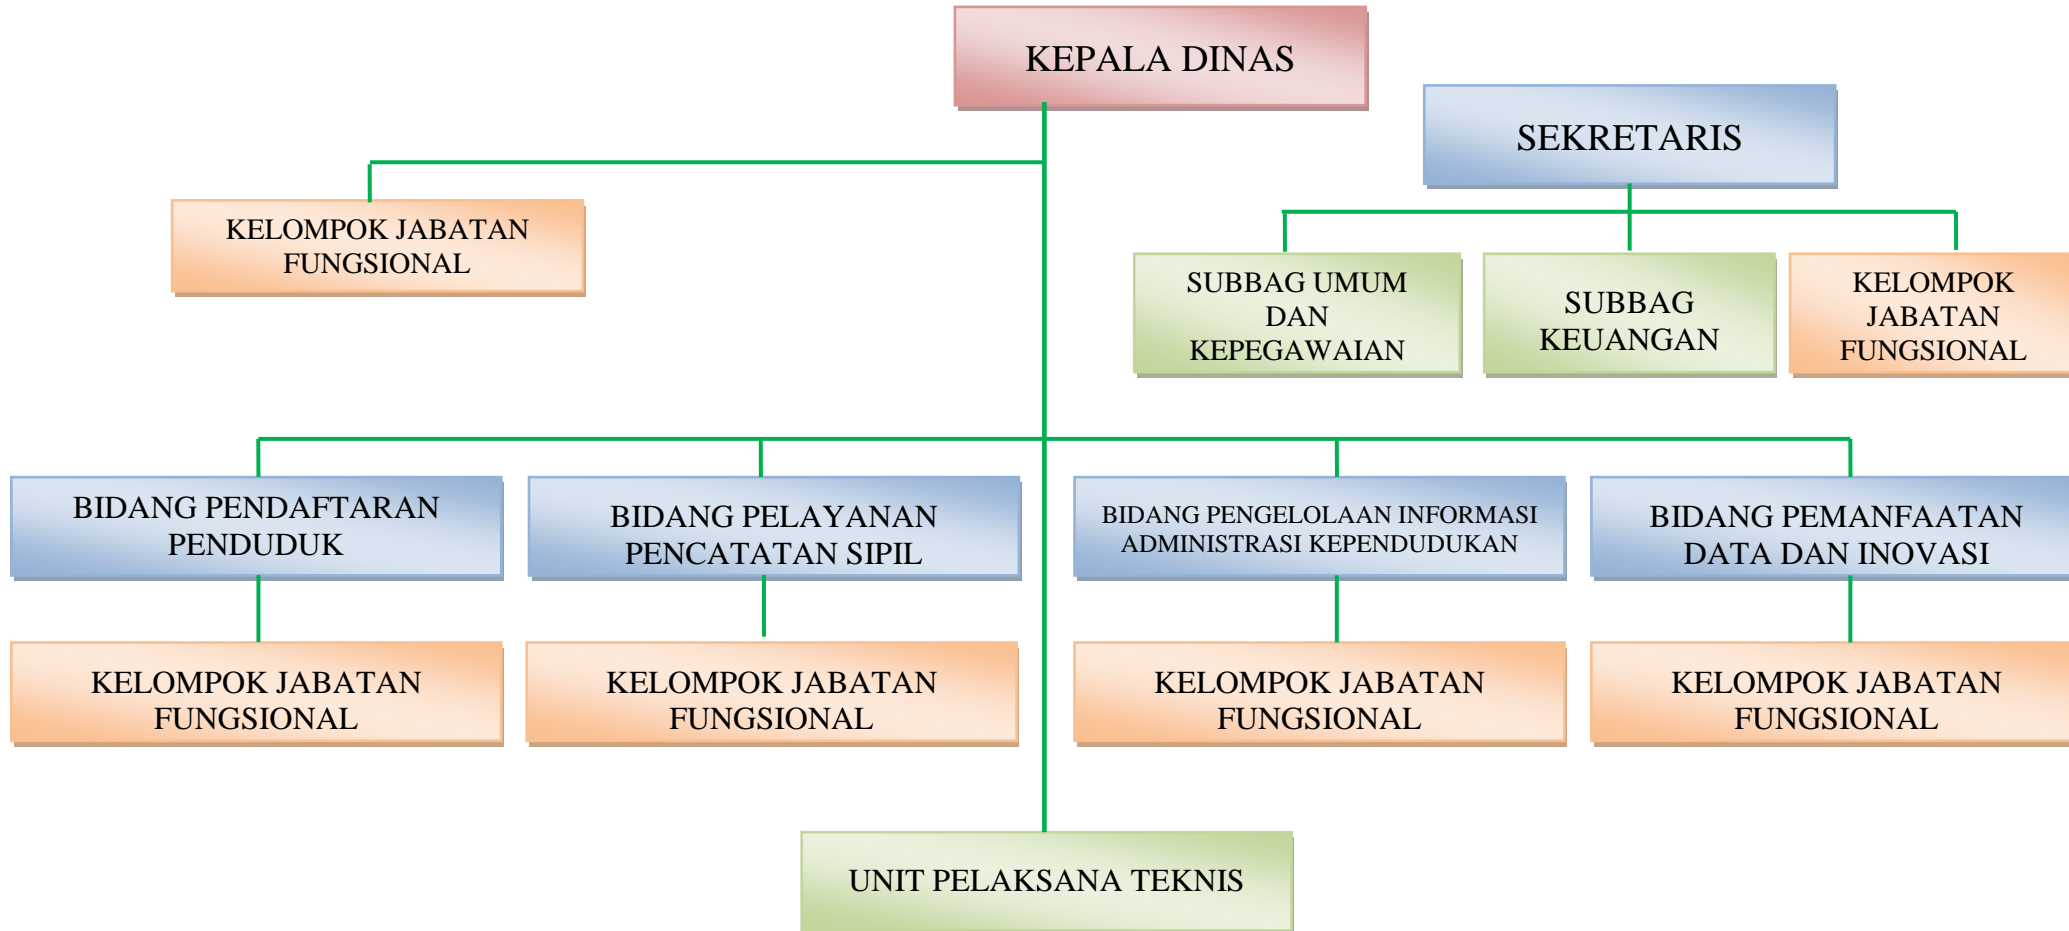 KEPALA DINAS
SEKRETARIS
KELOMPOK JABATAN
FUNGSIONAL
SUBBAG UMUM
DAN
KEPEGAWAIAN
SUBBAG
KEUANGAN
KELOMPOK
JABATAN
FUNGSIONAL
BIDANG PENDAFTARAN
PENDUDUK
BIDANG PELAYANAN
PENCATATAN SIPIL
BIDANG PENGELOLAAN INFORMASI
ADMINISTRASI KEPENDUDUKAN
BIDANG PEMANFAATAN
DATA DAN INOVASI
KELOMPOK JABATAN
FUNGSIONAL
KELOMPOK JABATAN
FUNGSIONAL
KELOMPOK JABATAN
FUNGSIONAL
KELOMPOK JABATAN
FUNGSIONAL
UNIT PELAKSANA TEKNIS